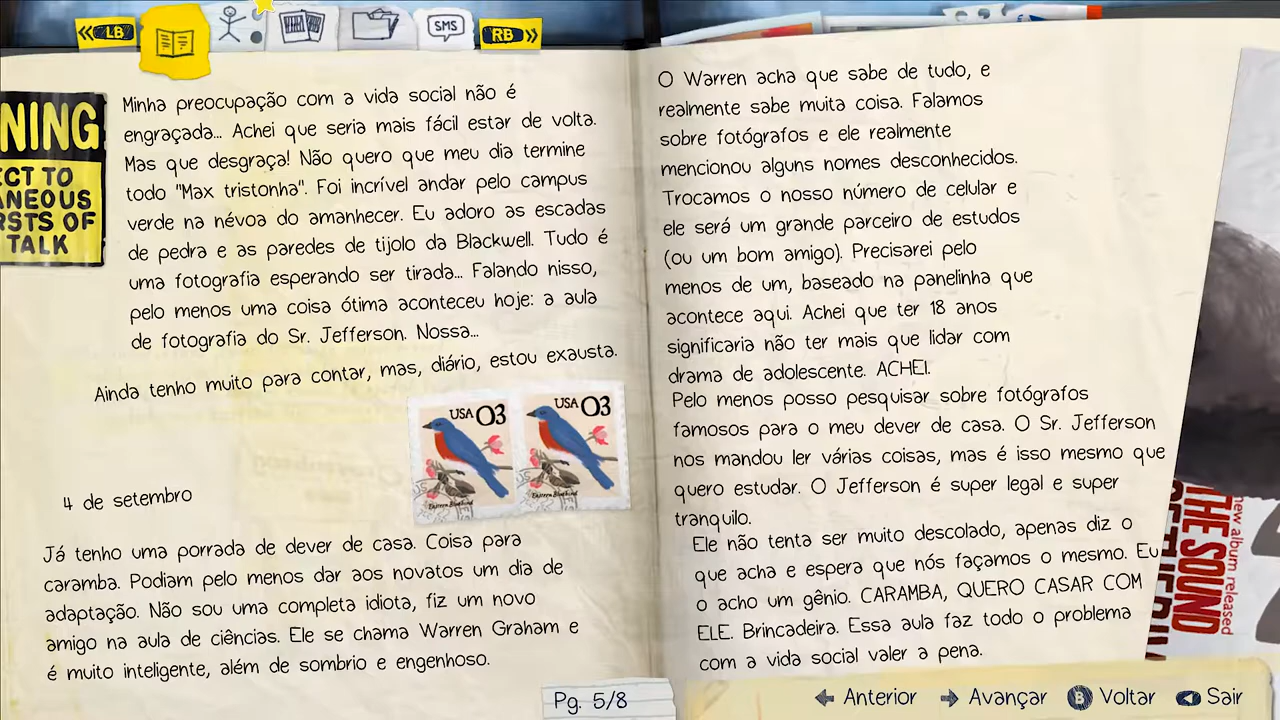 LB
SMS
RB
NING
ECT TO
ANEOUS
RSTS OF
TALK
Minha preocupação com a vida social não é
engraçada... Achei que seria mais fácil estar de volta.
Mas que desgraça! Não quero que meu dia termine
todo "Max tristonha". Foi incrível andar pelo campus
verde na névoa do amanhecer. Eu adoro as escadas
de pedra e as paredes de tijolo da Blackwell. Tudo é
uma fotografia esperando ser tirada... Falando nisso,
pelo menos uma coisa ótima aconteceu hoje: a aula
de fotografia do Sr. Jefferson. Nossa...
Ainda tenho muito para contar, mas, diário, estou exausta.
USA 03
USA 03
Eastern Bluebird
Eastern Bluebird
4 de setembro
Já tenho uma porrada de dever de casa. Coisa para
caramba. Podiam pelo menos dar aos novatos um dia de
adaptação. Não sou uma completa idiota, fiz um novo
amigo na aula de ciências. Ele se chama Warren Graham e
é muito inteligente, além de sombrio e engenhoso.
O Warren acha que sabe de tudo, e
realmente sabe muita coisa. Falamos
sobre fotógrafos e ele realmente
mencionou alguns nomes desconhecidos.
Trocamos o nosso número de celular e
ele será um grande parceiro de estudos
(ou um bom amigo). Precisarei pelo
menos de um, baseado na panelinha que
acontece aqui. Achei que ter 18 anos
significaria não ter mais que lidar com
drama de adolescente. ACHEI.
Pelo menos posso pesquisar sobre fotógrafos
famosos para o meu dever de casa. O Sr. Jefferson
nos mandou ler várias coisas, mas é isso mesmo que
quero estudar. O Jefferson é super legal e super
tranquilo.
Ele não tenta ser muito descolado, apenas diz o
que acha e espera que nós façamos o mesmo. Eu
o acho um gênio. CARAMBA, QUERO CASAR COM
ELE. Brincadeira. Essa aula faz todo o problema
com a vida social valer a pena.
new album released
THE SOUND
Pg. 5/8
Anterior
Avançar
B Voltar
Sair